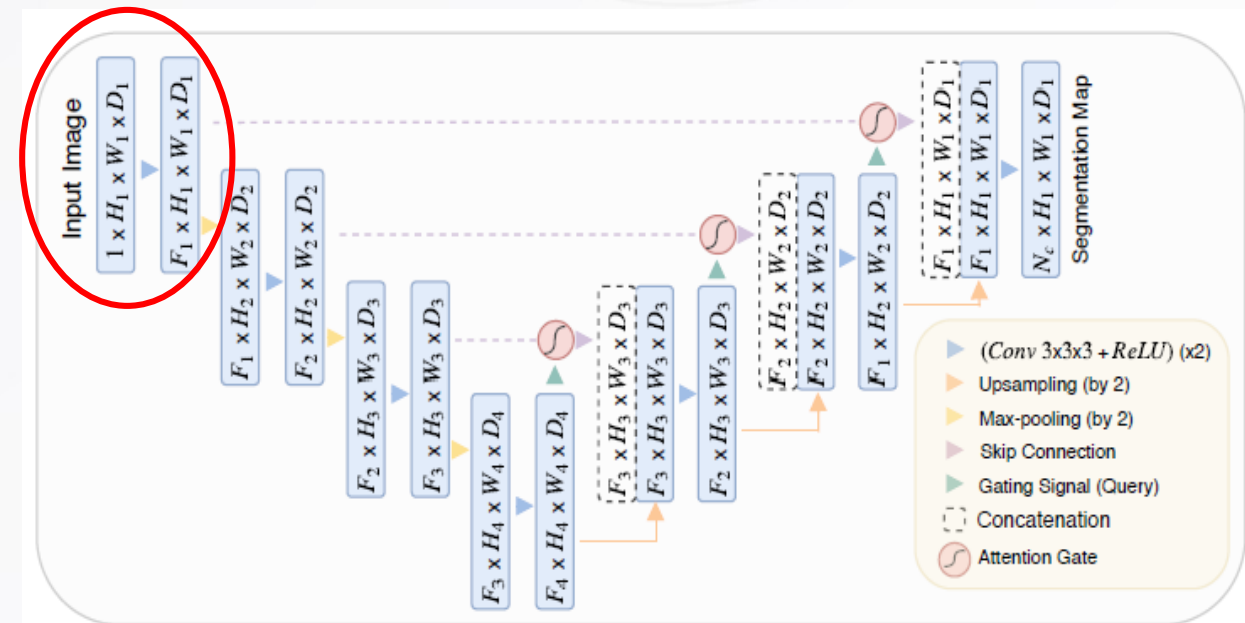 Input Image
1 x H₁ x W₁ x D₁
F₁ x H₁ x W₁ x D₁
F₁ x H₂ x W₂ x D₂
F₂ x H₂ x W₂ x D₂
F₂ x H₃ x W₃ x D₃
F₃ x H₃ x W₃ x D₃
F₃ x H₄ x W₄ x D₄
F₄ x H₄ x W₄ x D₄
F₃ x H₃ x W₃ x D₃
F₃ x H₃ x W₃ x D₃
F₂ x H₃ x W₃ x D₃
F₂ x H₂ x W₂ x D₂
F₂ x H₂ x W₂ x D₂
F₁ x H₂ x W₂ x D₂
F₁ x H₁ x W₁ x D₁
F₁ x H₁ x W₁ x D₁
N_c x H₁ x W₁ x D₁
Segmentation Map
(Conv 3x3x3 + ReLU) (x2)
Upsampling (by 2)
Max-pooling (by 2)
Skip Connection
Gating Signal (Query)
Concatenation
Attention Gate